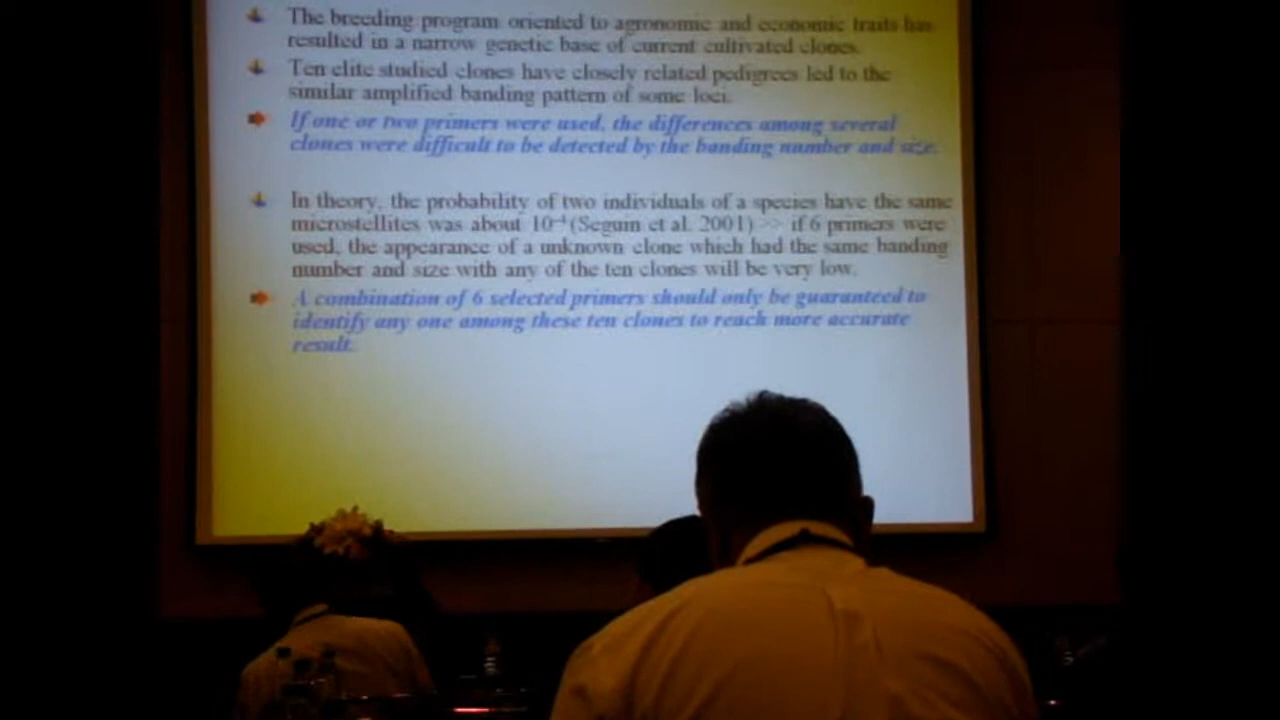 The breeding program oriented to agronomic and economic traits has
resulted in a narrow genetic base of current cultivated clones.
Ten elite studied clones have closely related pedigrees led to the
similar amplified banding pattern of some loci.
If one or two primers were used, the differences among several
clones were difficult to be detected by the banding number and size.
In theory, the probability of two individuals of a species have the same
microstellites was about 10⁻⁴ (Seguin et al. 2001) >> if 6 primers were
used, the appearance of a unknown clone which had the same banding
number and size with any of the ten clones will be very low.
A combination of 6 selected primers should only be guaranteed to
identify any one among these ten clones to reach more accurate
result.